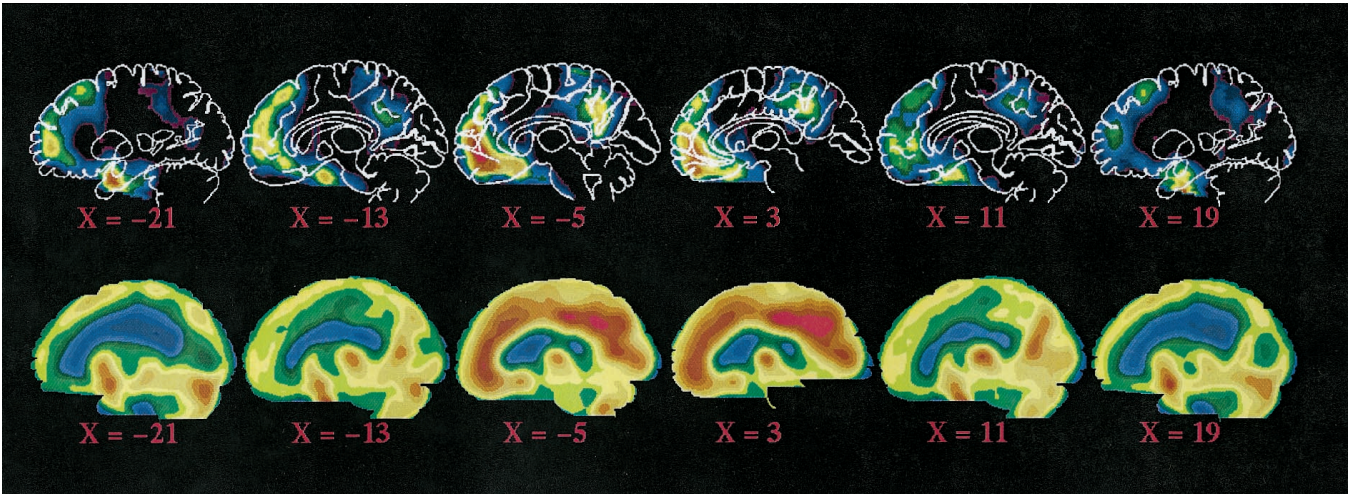 X = −21 X = −13 X = −5 X = 3 X = 11 X = 19
X = −21 X = −13 X = −5 X = 3 X = 11 X = 19